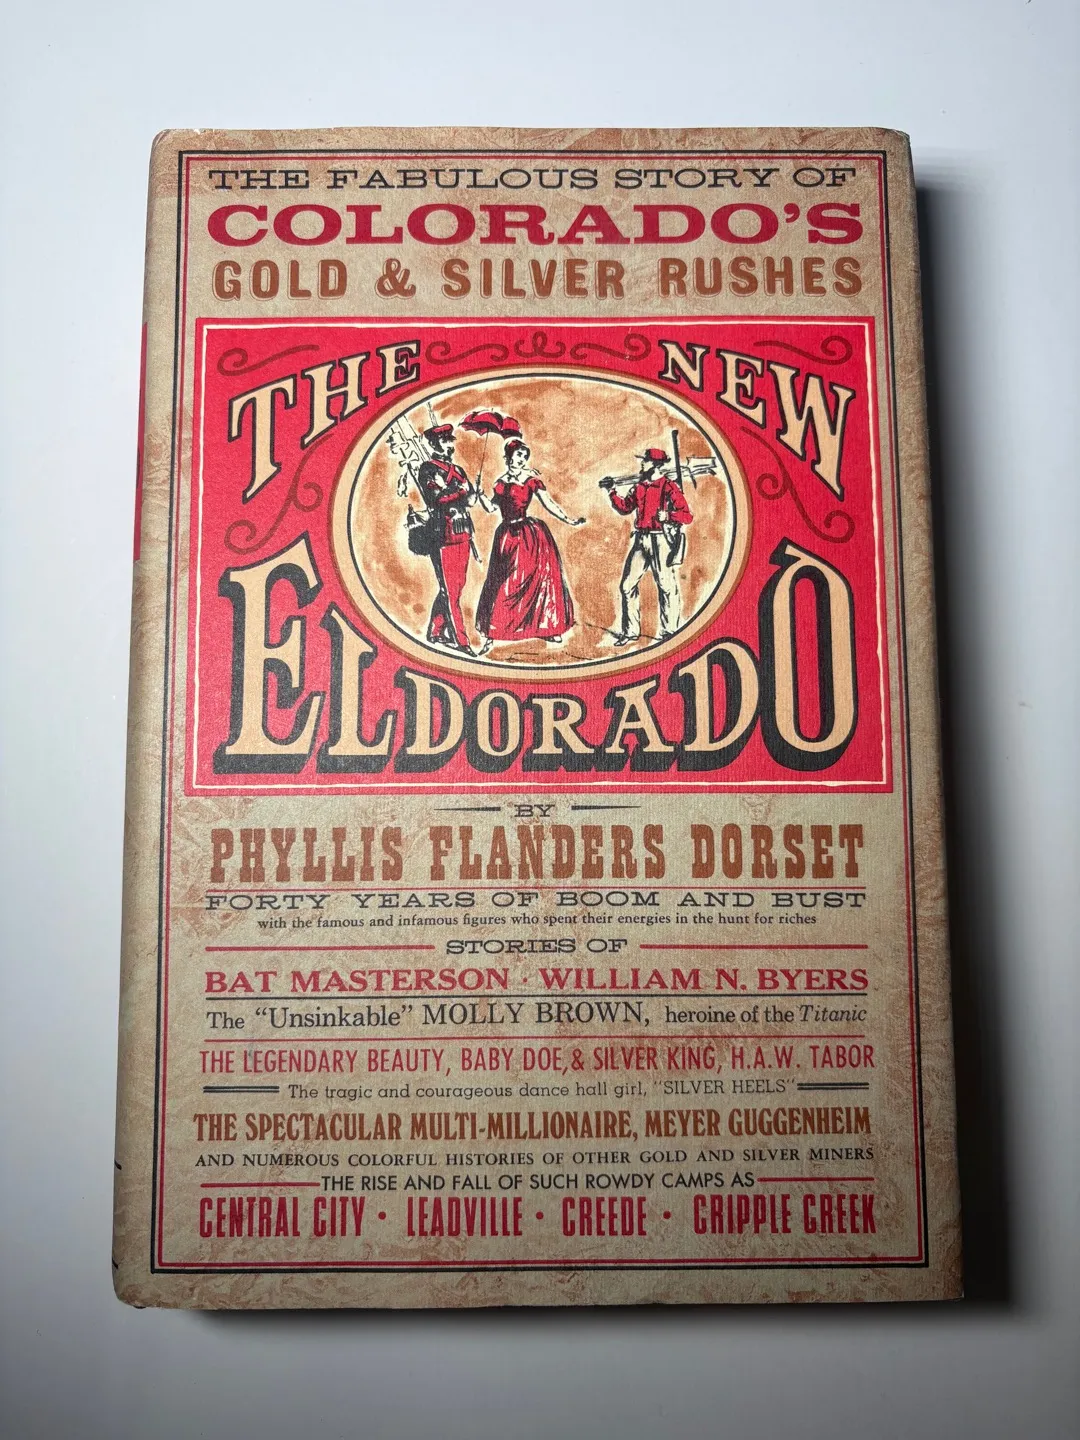 THE FABULOUS STORY OF
COLORADO'S
GOLD & SILVER RUSHES
THE NEW
ELDORADO
BY
PHYLLIS FLANDERS DORSET
FORTY YEARS OF BOOM AND BUST
with the famous and infamous figures who spent their energies in the hunt for riches
STORIES OF
BAT MASTERSON · WILLIAM N. BYERS
The "Unsinkable" MOLLY BROWN, heroine of the Titanic
THE LEGENDARY BEAUTY, BABY DOE, & SILVER KING, H.A.W. TABOR
The tragic and courageous dance hall girl, "SILVER HEELS"
THE SPECTACULAR MULTI-MILLIONAIRE, MEYER GUGGENHEIM
AND NUMEROUS COLORFUL HISTORIES OF OTHER GOLD AND SILVER MINERS
THE RISE AND FALL OF SUCH ROWDY CAMPS AS
CENTRAL CITY · LEADVILLE · CREEDE · CRIPPLE CREEK